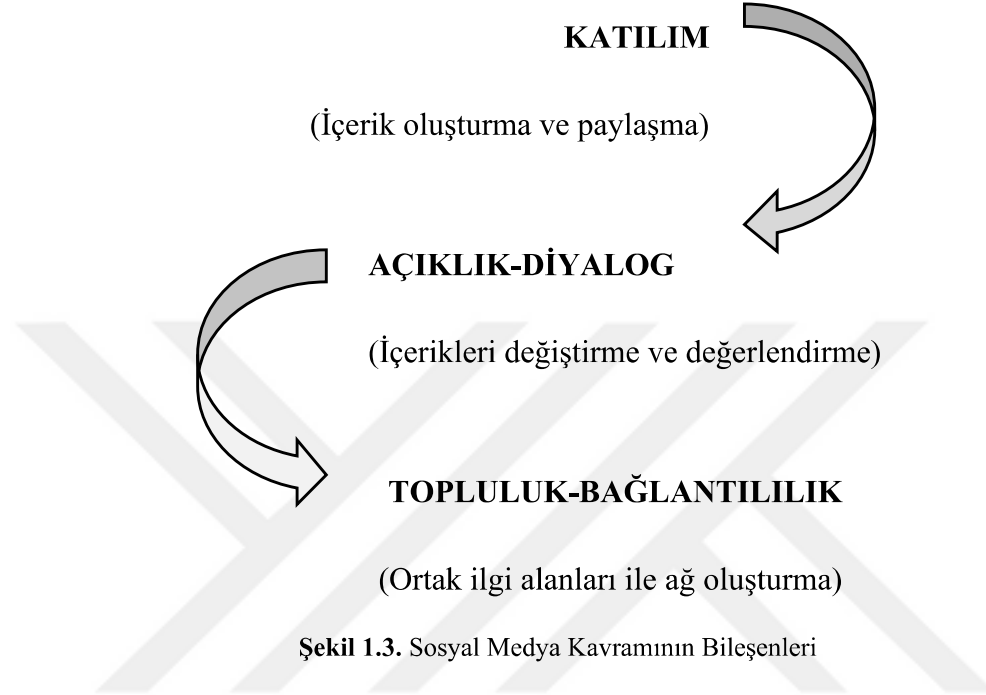 KATILIM
(İçerik oluşturma ve paylaşma)
AÇIKLIK-DİYALOG
(İçerikleri değiştirme ve değerlendirme)
TOPLULUK-BAĞLANTILILIK
(Ortak ilgi alanları ile ağ oluşturma)
Şekil 1.3. Sosyal Medya Kavramının Bileşenleri